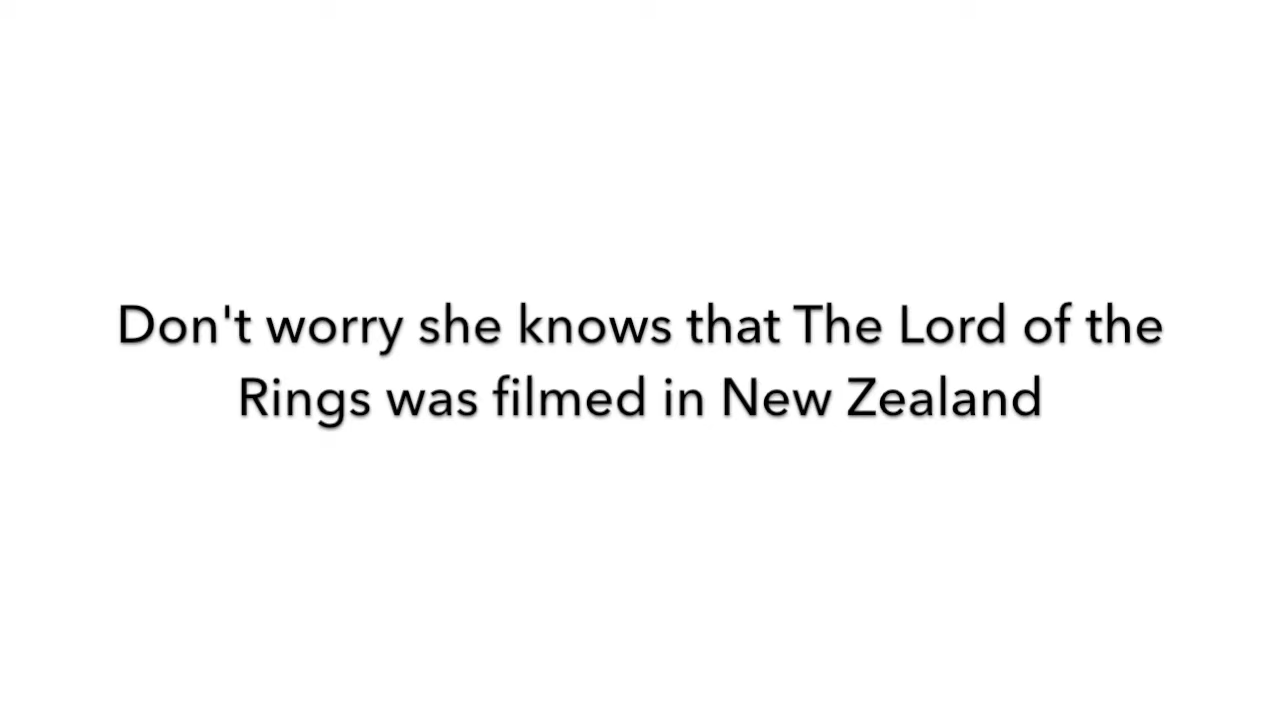 Don't worry she knows that The Lord of the
Rings was filmed in New Zealand